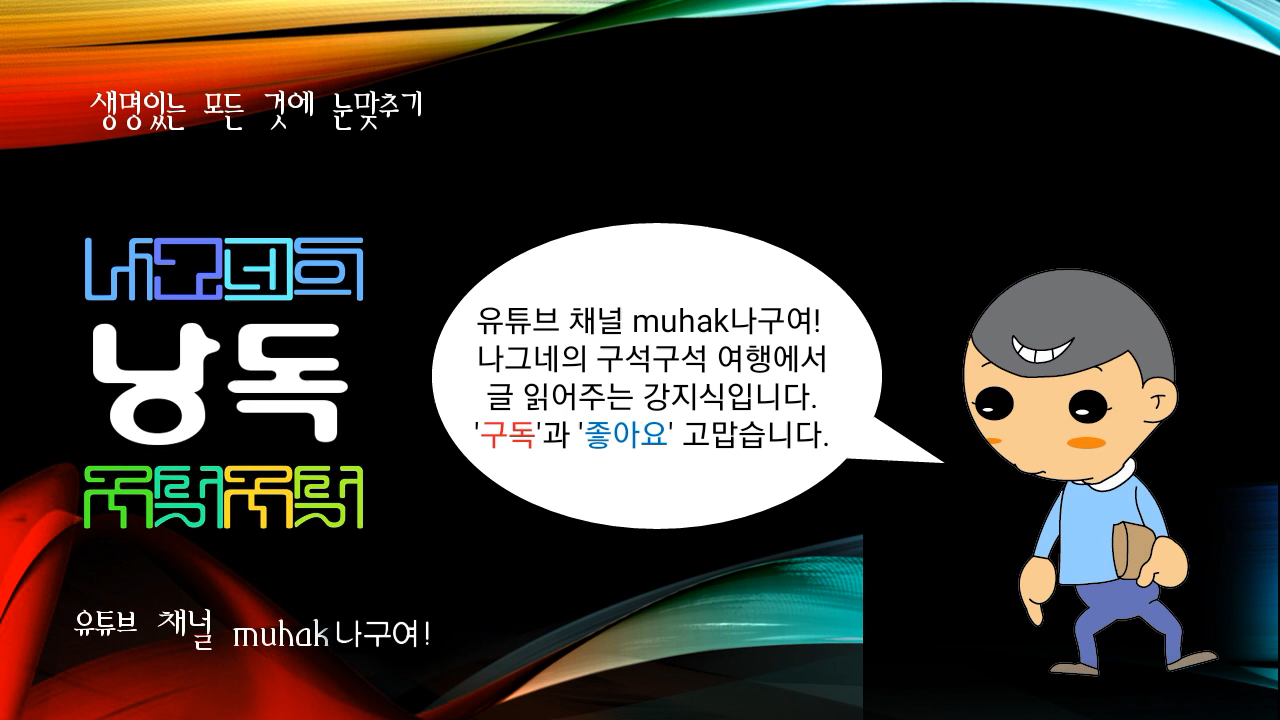 생명있는 모든 것에 눈맞추기
나그네의
낭독
구석구석
유튜브 채널 muhak나구여!
나그네의 구석구석 여행에서
글 읽어주는 강지식입니다.
'구독'과 '좋아요' 고맙습니다.
유튜브 채널 muhak나구여!